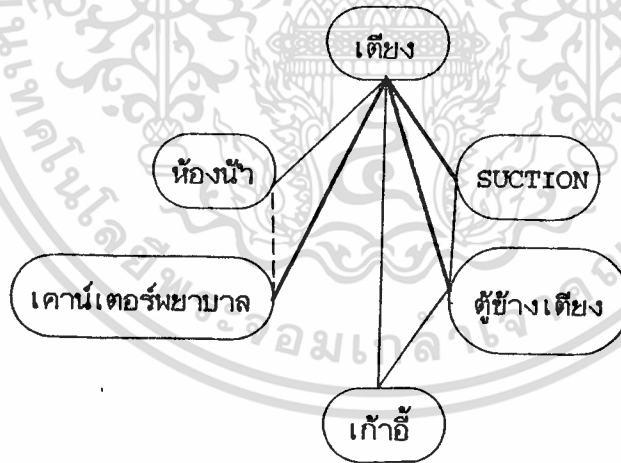 เตียง
ห้องน้ำ
SUCTION
เคาน์เตอร์พยาบาล
ตู้ข้างเตียง
เก้าอี้